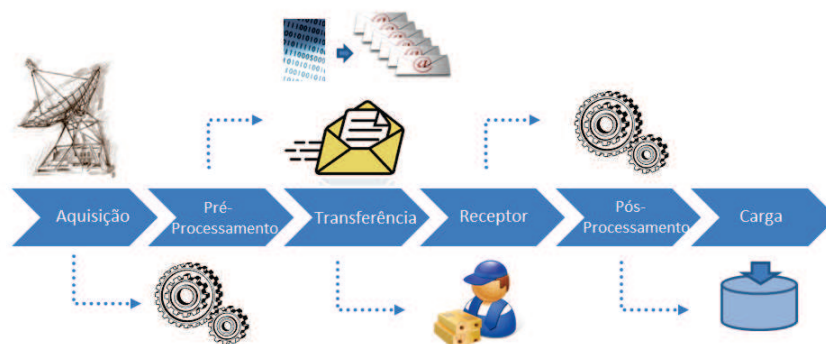 Aquisição
Pré-
Processamento
Transferência
Receptor
Pós-
Processamento
Carga